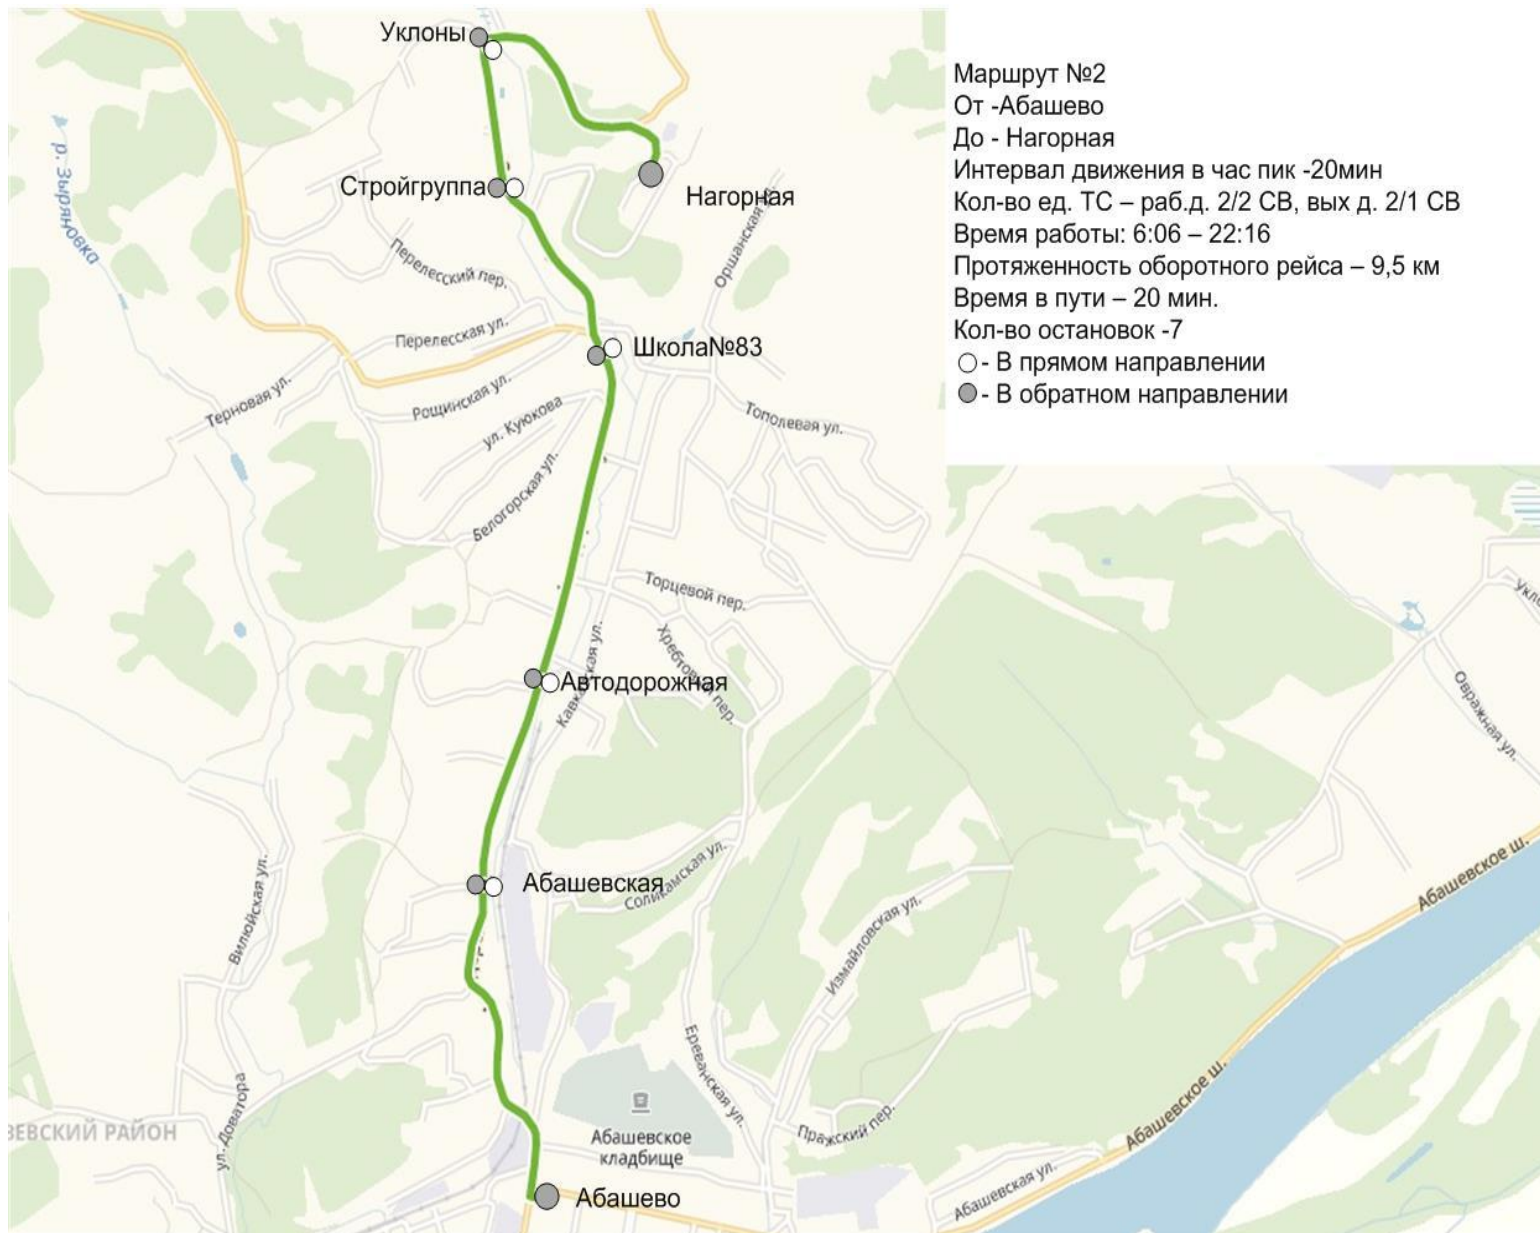 Уклоны
Стройгруппа
Нагорная
Школа№83
Автодорожная
Абашевская
Абашево
Маршрут №2
От -Абашево
До - Нагорная
Интервал движения в час пик -20мин
Кол-во ед. ТС – раб.д. 2/2 СВ, вых д. 2/1 СВ
Время работы: 6:06 – 22:16
Протяженность оборотного рейса – 9,5 км
Время в пути – 20 мин.
Кол-во остановок -7
- В прямом направлении
- В обратном направлении
р. Зыряновка
Перелесский пер.
Оршанская ул.
Перелесская ул.
Терновая ул.
Рощинская ул.
ул. Куюкова
Тополевая ул.
Белогорская ул.
Торцевой пер.
Хребтовый пер.
Кавказская ул.
Овражная ул.
Соликамская ул.
Вилюйская ул.
Измайловская ул.
Абашевское ш.
Ереванская ул.
ул. Доватора
ЗЕВСКИЙ РАЙОН
Абашевское
кладбище
Пражский пер.
Абашевское ш.
Абашевская ул.